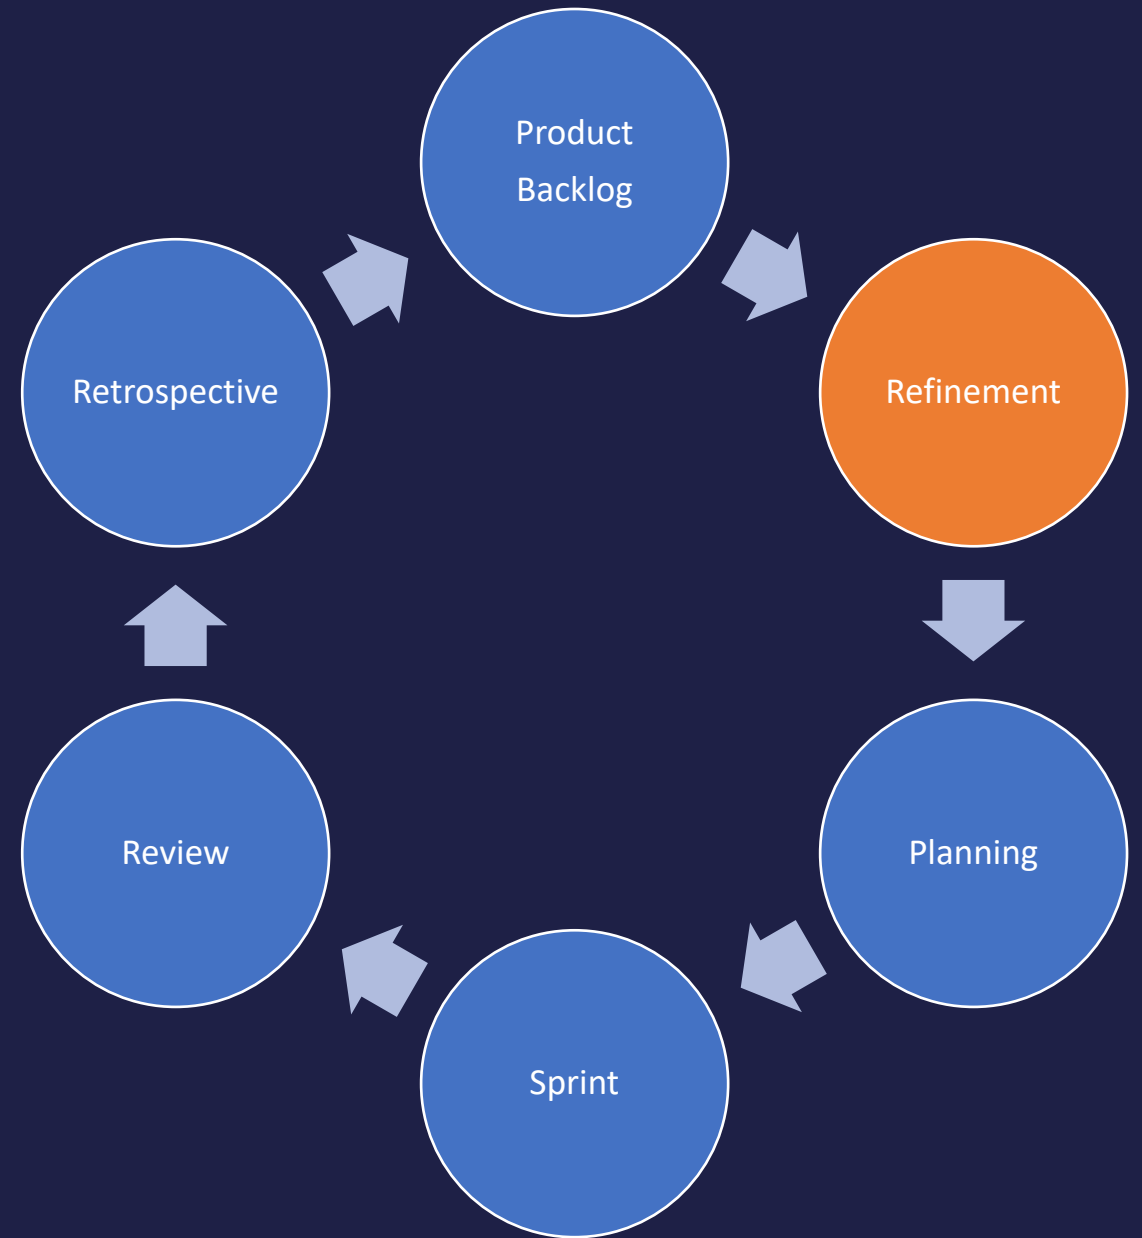 Product
Backlog
Refinement
Planning
Sprint
Review
Retrospective